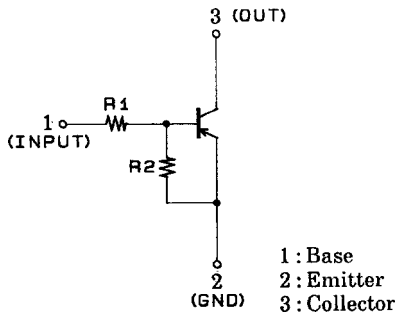 3 (OUT)
R1
1
(INPUT)
R2
2
(GND)
1 : Base
2 : Emitter
3 : Collector